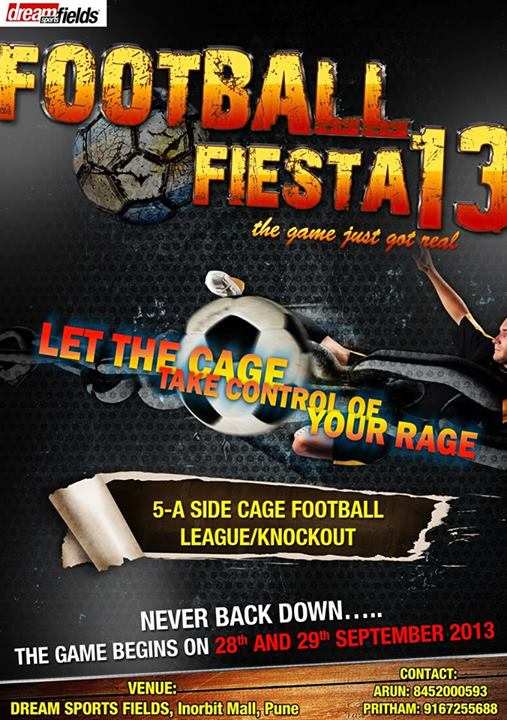 dream fields
sports
FOOTBALL
FIESTA 13
the game just got real
LET THE CAGE
TAKE CONTROL OF
YOUR RAGE
5-A SIDE CAGE FOOTBALL
LEAGUE/KNOCKOUT
NEVER BACK DOWN.....
THE GAME BEGINS ON 28th AND 29th SEPTEMBER 2013
VENUE:
DREAM SPORTS FIELDS, Inorbit Mall, Pune
CONTACT:
ARUN: 8452000593
PRITHAM: 9167255688